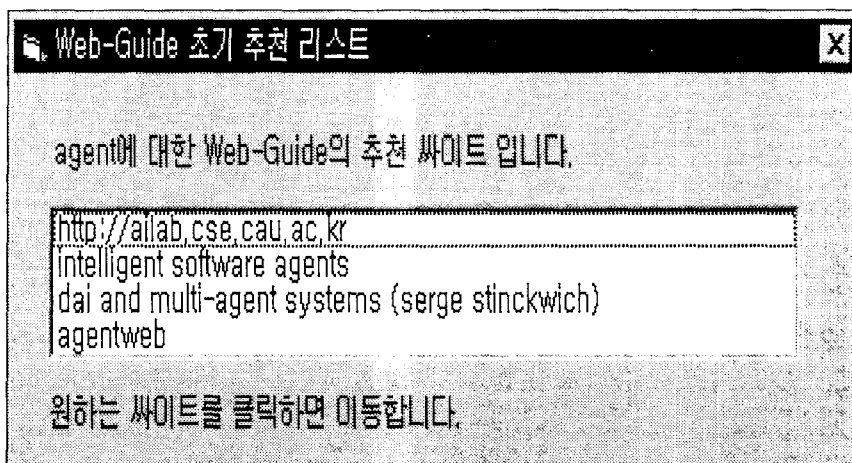 Web-Guide 초기 추천 리스트
agent에 대한 Web-Guide의 추천 싸이트 입니다.
http://ailab,cse,cau,ac,kr
intelligent software agents
dai and multi-agent systems (serge stinckwich)
agentweb
원하는 싸이트를 클릭하면 이동합니다.